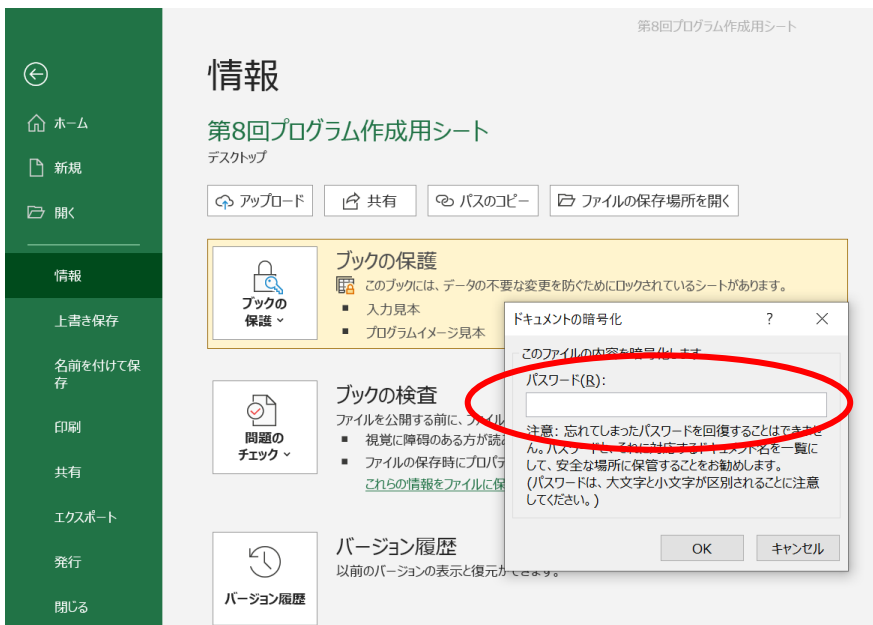 第8回プログラム作成用シート
情報
ホーム
新規
開く
情報
上書き保存
名前を付けて保
存
印刷
共有
エクスポート
発行
閉じる
第8回プログラム作成用シート
デスクトップ
アップロード
共有
パスのコピー
ファイルの保存場所を開く
ブックの
保護
ブックの保護
このブックには、データの不要な変更を防ぐためにロックされているシートがあります。
■ 入力見本
■ プログラムイメージ見本
問題の
チェック
ブックの検査
ファイルを公開する前に、ファイル
■ 視覚に障碍のある方が読
■ ファイルの保存時にプロパテ
これらの情報をファイルに保
バージョン履歴
バージョン履歴
以前のバージョンの表示と復元ができます。
ドキュメントの暗号化 ? ×
このファイルの内容を暗号化します
パスワード(R):
注意: 忘れてしまったパスワードを回復することはできませ
ん。パスワードと、それに対応するドキュメント名を一覧に
して、安全な場所に保管することをお勧めします。
(パスワードは、大文字と小文字が区別されることに注意
してください。)
OK
キャンセル